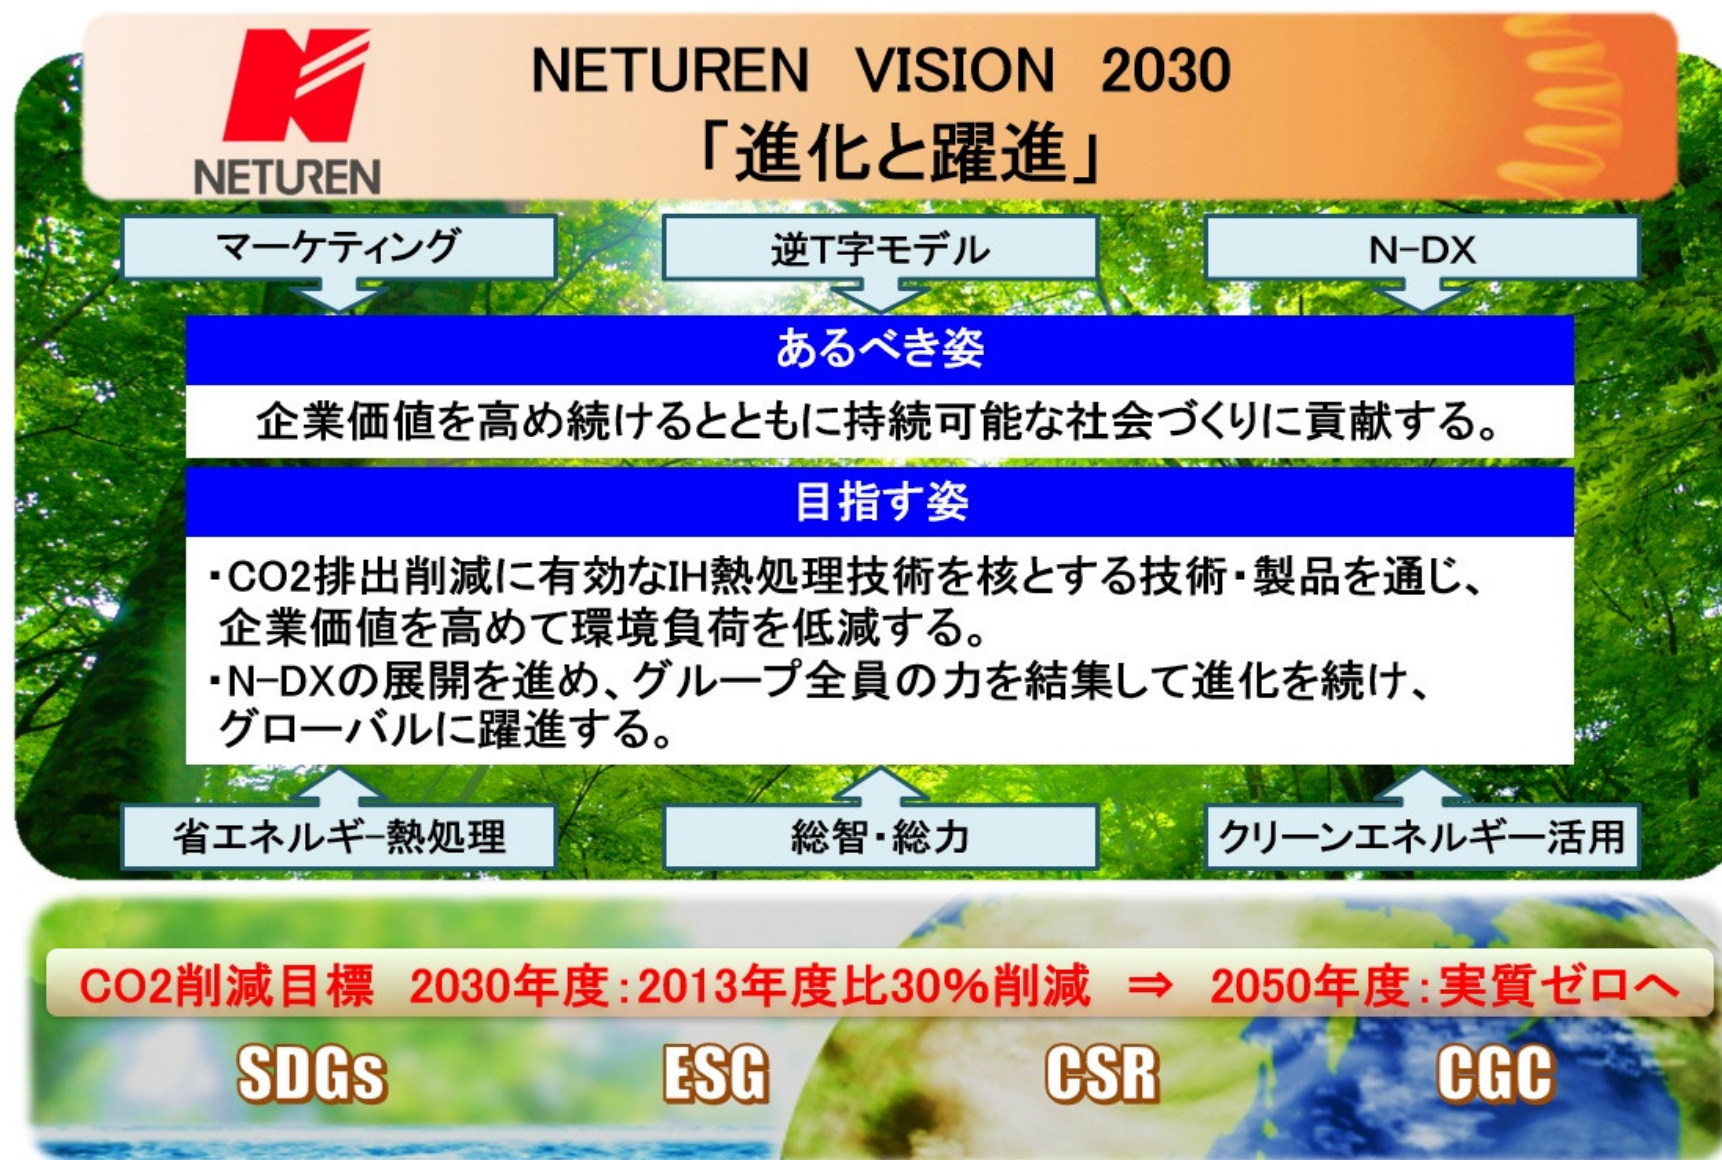 NETUREN VISION 2030
「進化と躍進」
NETUREN
マーケティング
逆T字モデル
N-DX
あるべき姿
企業価値を高め続けるとともに持続可能な社会づくりに貢献する。
目指す姿
・CO2排出削減に有効なIH熱処理技術を核とする技術・製品を通じ、
企業価値を高めて環境負荷を低減する。
・N-DXの展開を進め、グループ全員の力を結集して進化を続け、
グローバルに躍進する。
省エネルギ-熱処理
総智・総力
クリーンエネルギー活用
CO2削減目標 2030年度：2013年度比30%削減 ⇒ 2050年度：実質ゼロへ
SDGs
ESG
CSR
CGC